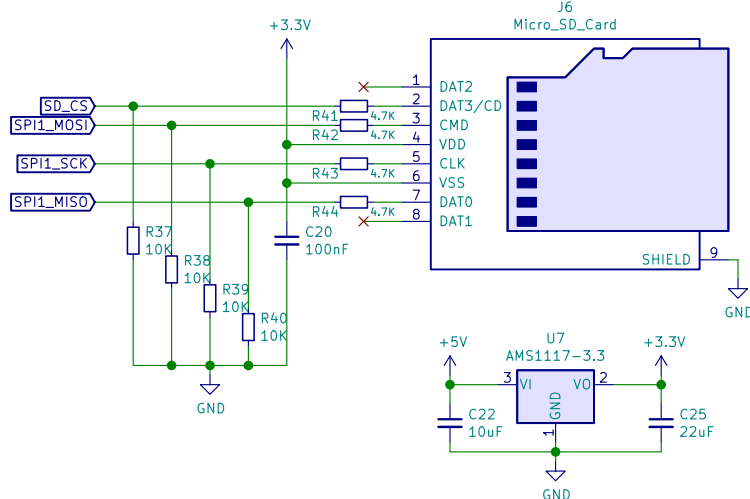 J6
Micro_SD_Card
+3.3V
1 DAT2
SD_CS R41 4.7K 2 DAT3/CD
SPI1_MOSI R42 4.7K 3 CMD
4 VDD
SPI1_SCK R43 4.7K 5 CLK
6 VSS
SPI1_MISO R44 4.7K 7 DAT0
8 DAT1
R37
10K
R38
10K
R39
10K
R40
10K
C20
100nF
SHIELD 9
GND
GND
U7
AMS1117-3.3
+5V
+3.3V
3 VI VO 2
GND
1
C22
10uF
C25
22uF
GND